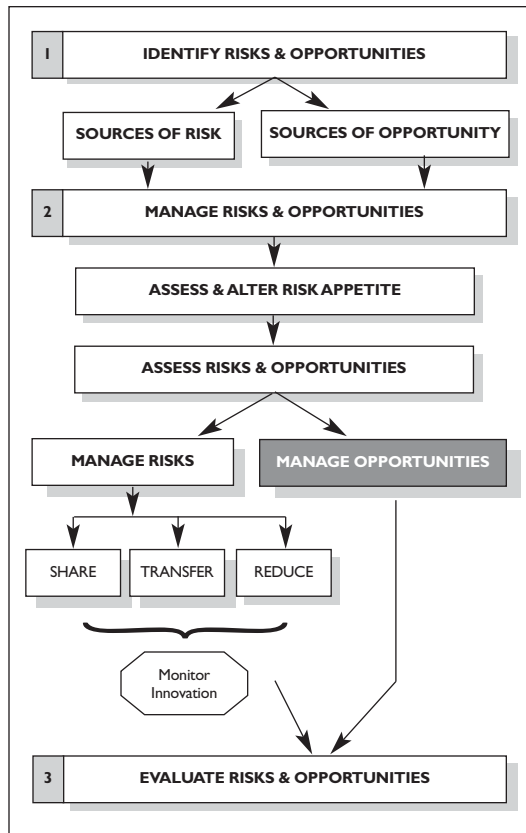 1 IDENTIFY RISKS & OPPORTUNITIES
SOURCES OF RISK
SOURCES OF OPPORTUNITY
2 MANAGE RISKS & OPPORTUNITIES
ASSESS & ALTER RISK APPETITE
ASSESS RISKS & OPPORTUNITIES
MANAGE RISKS
MANAGE OPPORTUNITIES
SHARE
TRANSFER
REDUCE
Monitor
Innovation
3 EVALUATE RISKS & OPPORTUNITIES